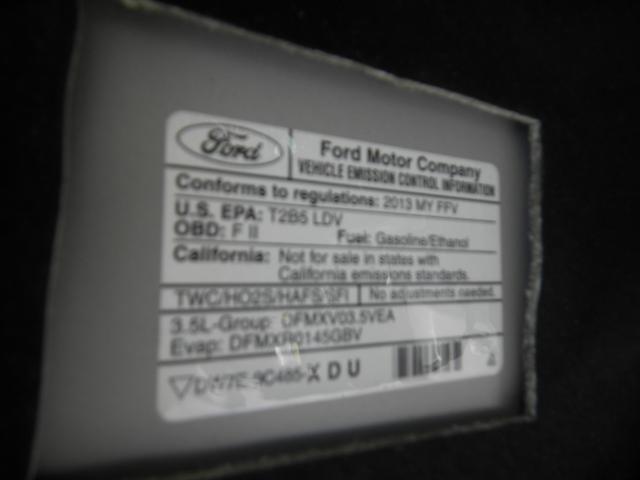 Ford
Ford Motor Company
VEHICLE EMISSION CONTROL INFORMATION
Conforms to regulations: 2013 MY FFV
U.S. EPA: T2B5 LDV
OBD: F II Fuel: Gasoline/Ethanol
California: Not for sale in states with
California emissions standards.
TWC/HO2S/HAFS/SFI No adjustments needed.
3.5L-Group: DFMXV03.5VEA
Evap: DFMXR0145GBV
DW7E-9C485-XDU